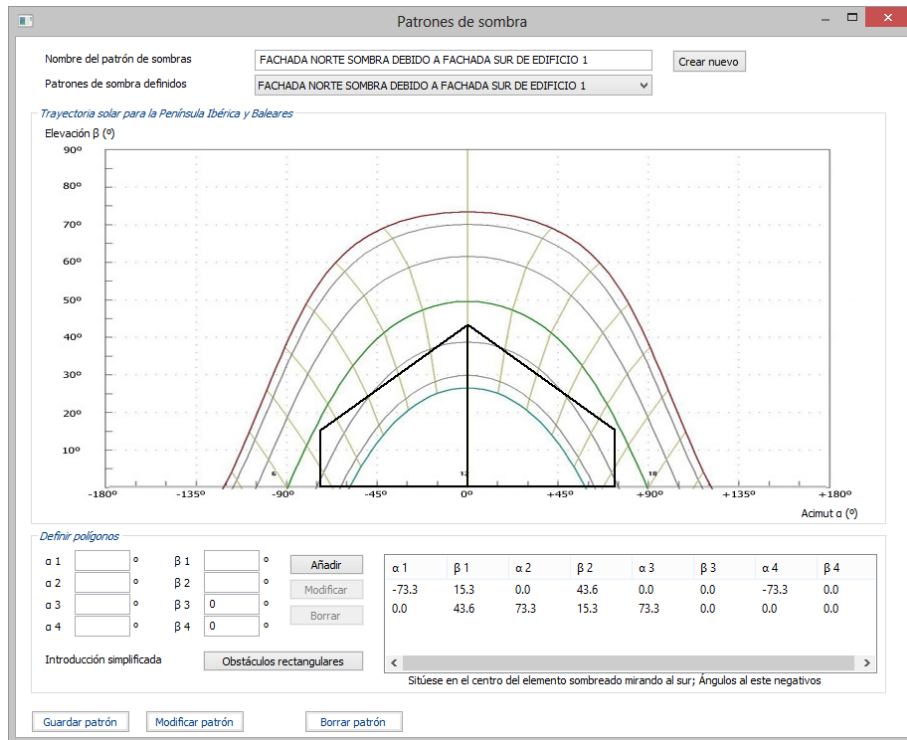 Patrones de sombra
Nombre del patrón de sombras
FACHADA NORTE SOMBRA DEBIDO A FACHADA SUR DE EDIFICIO 1
Crear nuevo
Patrones de sombra definidos
FACHADA NORTE SOMBRA DEBIDO A FACHADA SUR DE EDIFICIO 1
Trayectoria solar para la Península Ibérica y Baleares
Elevación β (º)
90º
80º
70º
60º
50º
40º
30º
20º
10º
6 12 18
-180º -135º -90º -45º 0º +45º +90º +135º +180º
Acimut α (º)
Definir polígonos
α 1 º β 1 º Añadir
α 2 º β 2 º Modificar
α 3 º β 3 0 º Borrar
α 4 º β 4 0 º
α 1 β 1 α 2 β 2 α 3 β 3 α 4 β 4
-73.3 15.3 0.0 43.6 0.0 0.0 -73.3 0.0
0.0 43.6 73.3 15.3 73.3 0.0 0.0 0.0
Introducción simplificada
Obstáculos rectangulares
Sitúese en el centro del elemento sombreado mirando al sur; Ángulos al este negativos
Guardar patrón
Modificar patrón
Borrar patrón